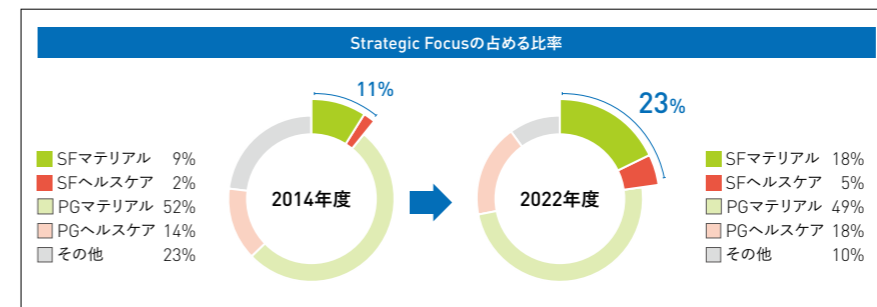 Strategic Focusの占める比率
11%
SFマテリアル 9%
SFヘルスケア 2%
PGマテリアル 52%
PGヘルスケア 14%
その他 23%
2014年度
23%
2022年度
SFマテリアル 18%
SFヘルスケア 5%
PGマテリアル 49%
PGヘルスケア 18%
その他 10%